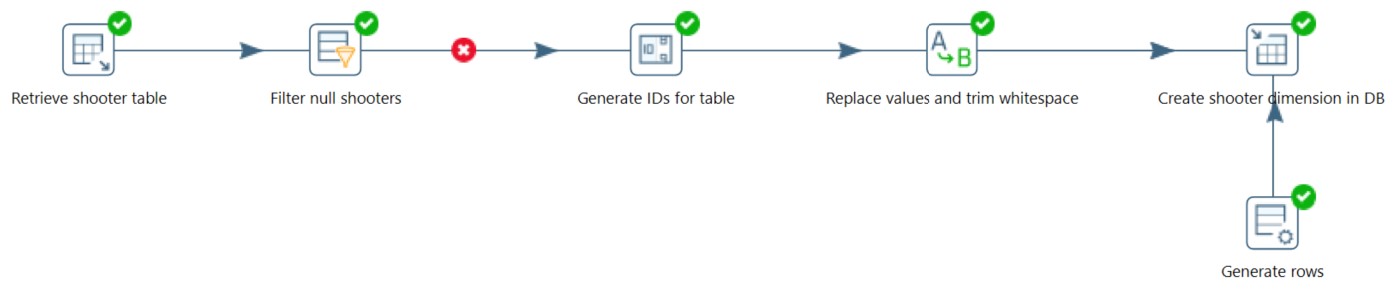 A
B
ID
Retrieve shooter table
Filter null shooters
Generate IDs for table
Replace values and trim whitespace
Create shooter dimension in DB
Generate rows